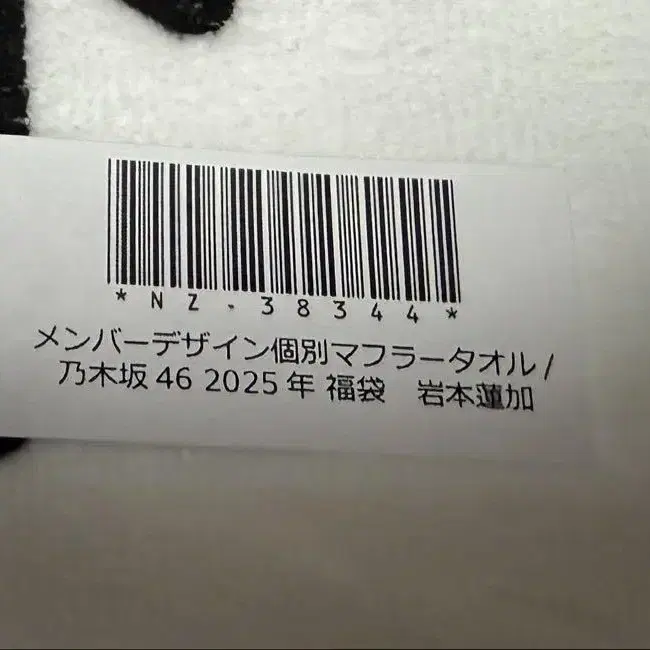 *NZ-38344*
メンバーデザイン個別マフラータオル/
乃木坂46 2025年 福袋　岩本蓮加